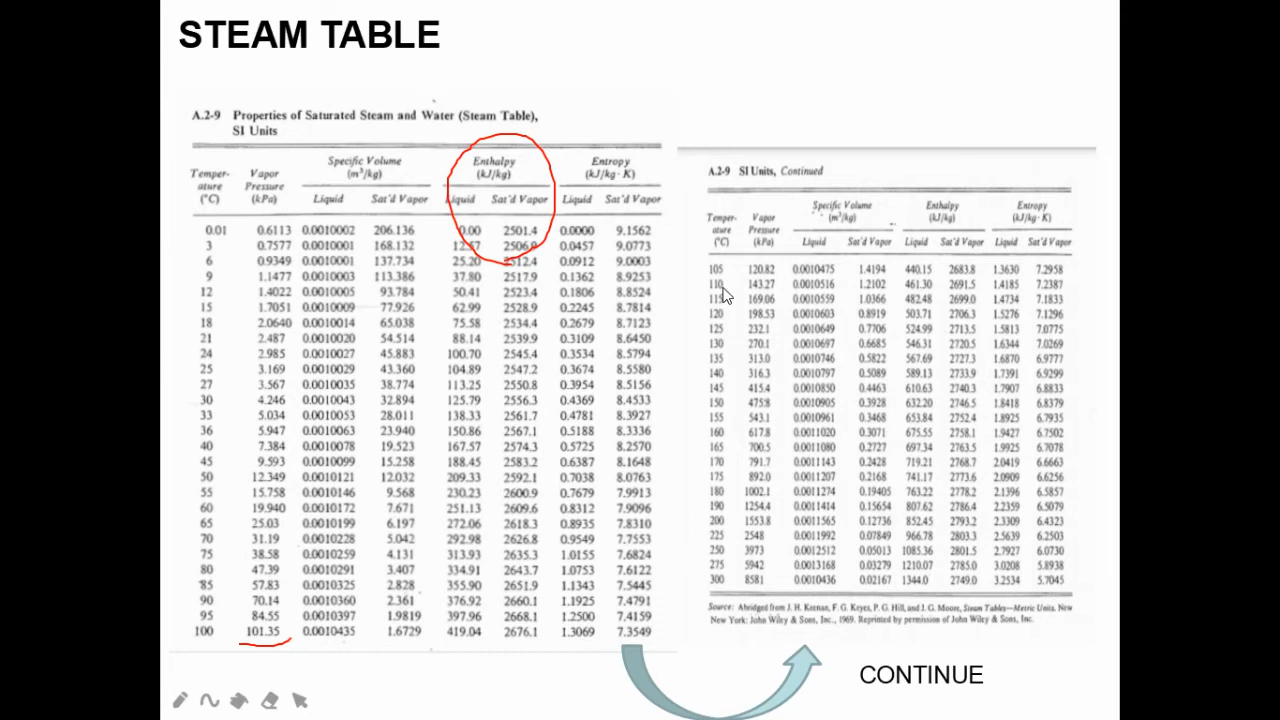 STEAM TABLE
A.2-9 Properties of Saturated Steam and Water (Steam Table),
SI Units
Temper- Vapor Specific Volume Enthalpy Entropy
ature Pressure (m³/kg) (kJ/kg) (kJ/kg · K)
(°C) (kPa) Liquid Sat'd Vapor Liquid Sat'd Vapor Liquid Sat'd Vapor
0.01 0.6113 0.0010002 206.136 0.00 2501.4 0.0000 9.1562
3 0.7577 0.0010001 168.132 12.57 2506.9 0.0457 9.0773
6 0.9349 0.0010001 137.734 25.20 2512.4 0.0912 9.0003
9 1.1477 0.0010003 113.386 37.80 2517.9 0.1362 8.9253
12 1.4022 0.0010005 93.784 50.41 2523.4 0.1806 8.8524
15 1.7051 0.0010009 77.926 62.99 2528.9 0.2245 8.7814
18 2.0640 0.0010014 65.038 75.58 2534.4 0.2679 8.7123
21 2.487 0.0010020 54.514 88.14 2539.9 0.3109 8.6450
24 2.985 0.0010027 45.883 100.70 2545.4 0.3534 8.5794
25 3.169 0.0010029 43.360 104.89 2547.2 0.3674 8.5580
27 3.567 0.0010035 38.774 113.25 2550.8 0.3954 8.5156
30 4.246 0.0010043 32.894 125.79 2556.3 0.4369 8.4533
33 5.034 0.0010053 28.011 138.33 2561.7 0.4781 8.3927
36 5.947 0.0010063 23.940 150.86 2567.1 0.5188 8.3336
40 7.384 0.0010078 19.523 167.57 2574.3 0.5725 8.2570
45 9.593 0.0010099 15.258 188.45 2583.2 0.6387 8.1648
50 12.349 0.0010121 12.032 209.33 2592.1 0.7038 8.0763
55 15.758 0.0010146 9.568 230.23 2600.9 0.7679 7.9913
60 19.940 0.0010172 7.671 251.13 2609.6 0.8312 7.9096
65 25.03 0.0010199 6.197 272.06 2618.3 0.8935 7.8310
70 31.19 0.0010228 5.042 292.98 2626.8 0.9549 7.7553
75 38.58 0.0010259 4.131 313.93 2635.3 1.0155 7.6824
80 47.39 0.0010291 3.407 334.91 2643.7 1.0753 7.6122
85 57.83 0.0010325 2.828 355.90 2651.9 1.1343 7.5445
90 70.14 0.0010360 2.361 376.92 2660.1 1.1925 7.4791
95 84.55 0.0010397 1.9819 397.96 2668.1 1.2500 7.4159
100 101.35 0.0010435 1.6729 419.04 2676.1 1.3069 7.3549
A.2-9 SI Units, Continued
Temper- Vapor Specific Volume Enthalpy Entropy
ature Pressure (m³/kg) (kJ/kg) (kJ/kg · K)
(°C) (kPa) Liquid Sat'd Vapor Liquid Sat'd Vapor Liquid Sat'd Vapor
105 120.82 0.0010475 1.4194 440.15 2683.8 1.3630 7.2958
110 143.27 0.0010516 1.2102 461.30 2691.5 1.4185 7.2387
115 169.06 0.0010559 1.0366 482.48 2699.0 1.4734 7.1833
120 198.53 0.0010603 0.8919 503.71 2706.3 1.5276 7.1296
125 232.1 0.0010649 0.7706 524.99 2713.5 1.5813 7.0775
130 270.1 0.0010697 0.6685 546.31 2720.5 1.6344 7.0269
135 313.0 0.0010746 0.5822 567.69 2727.3 1.6870 6.9777
140 316.3 0.0010797 0.5089 589.13 2733.9 1.7391 6.9299
145 415.4 0.0010850 0.4463 610.63 2740.3 1.7907 6.8833
150 475.8 0.0010905 0.3928 632.20 2746.5 1.8418 6.8379
155 543.1 0.0010961 0.3468 653.84 2752.4 1.8925 6.7935
160 617.8 0.0011020 0.3071 675.55 2758.1 1.9427 6.7502
165 700.5 0.0011080 0.2727 697.34 2763.5 1.9925 6.7078
170 791.7 0.0011143 0.2428 719.21 2768.7 2.0419 6.6663
175 892.0 0.0011207 0.2168 741.17 2773.6 2.0909 6.6256
180 1002.1 0.0011274 0.19405 763.22 2778.2 2.1396 6.5857
190 1254.4 0.0011414 0.15654 807.62 2786.4 2.2359 6.5079
200 1553.8 0.0011565 0.12736 852.45 2793.2 2.3309 6.4323
225 2548 0.0011992 0.07849 966.78 2803.3 2.5639 6.2503
250 3973 0.0012512 0.05013 1085.36 2801.5 2.7927 6.0730
275 5942 0.0013168 0.03279 1210.07 2785.0 3.0208 5.8938
300 8581 0.0010436 0.02167 1344.0 2749.0 3.2534 5.7045
Source: Abridged from J. H. Keenan, F. G. Keyes, P. G. Hill, and J. G. Moore, Steam Tables—Metric Units. New
New York: John Wiley & Sons, Inc., 1969. Reprinted by permission of John Wiley & Sons, Inc.
CONTINUE